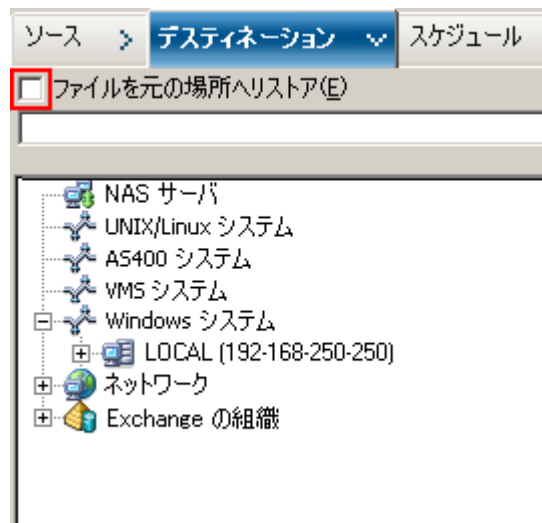 ソース デスティネーション スケジュール
ファイルを元の場所へリストア(E)
NAS サーバ
UNIX/Linux システム
AS400 システム
VMS システム
Windows システム
LOCAL (192-168-250-250)
ネットワーク
Exchange の組織